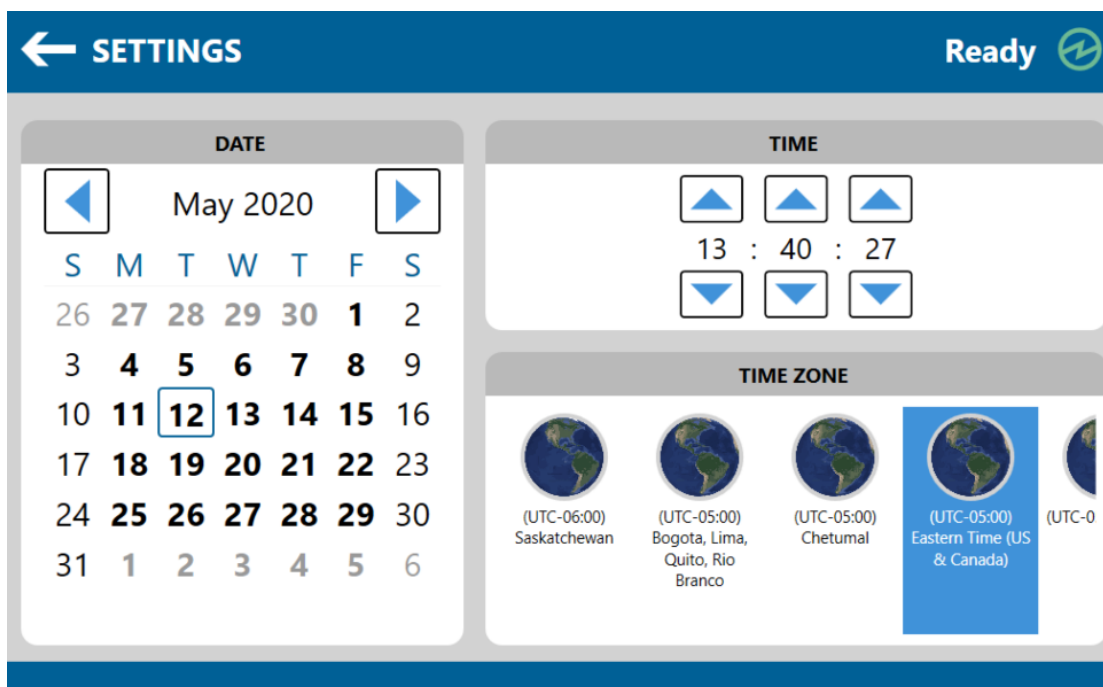 SETTINGS
Ready
DATE
May 2020
S M T W T F S
26 27 28 29 30 1 2
3 4 5 6 7 8 9
10 11 12 13 14 15 16
17 18 19 20 21 22 23
24 25 26 27 28 29 30
31 1 2 3 4 5 6
TIME
13 : 40 : 27
TIME ZONE
(UTC-06:00)
Saskatchewan
(UTC-05:00)
Bogota, Lima,
Quito, Rio
Branco
(UTC-05:00)
Chetumal
(UTC-05:00)
Eastern Time (US
& Canada)
(UTC-0